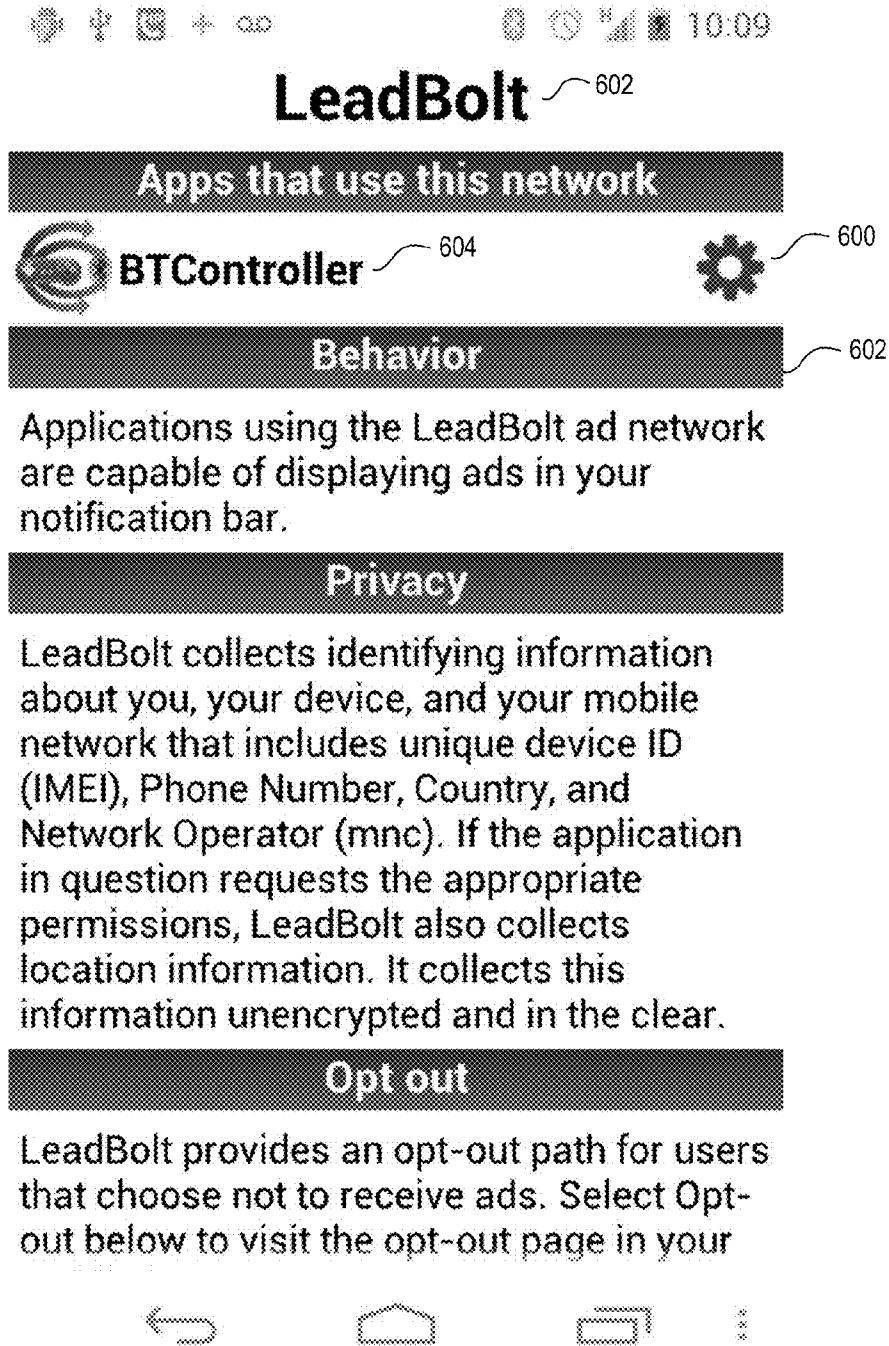 10:09
LeadBolt 602
Apps that use this network
BTController 604 600
Behavior 602
Applications using the LeadBolt ad network
are capable of displaying ads in your
notification bar.
Privacy
LeadBolt collects identifying information
about you, your device, and your mobile
network that includes unique device ID
(IMEI), Phone Number, Country, and
Network Operator (mnc). If the application
in question requests the appropriate
permissions, LeadBolt also collects
location information. It collects this
information unencrypted and in the clear.
Opt out
LeadBolt provides an opt-out path for users
that choose not to receive ads. Select Opt-
out below to visit the opt-out page in your